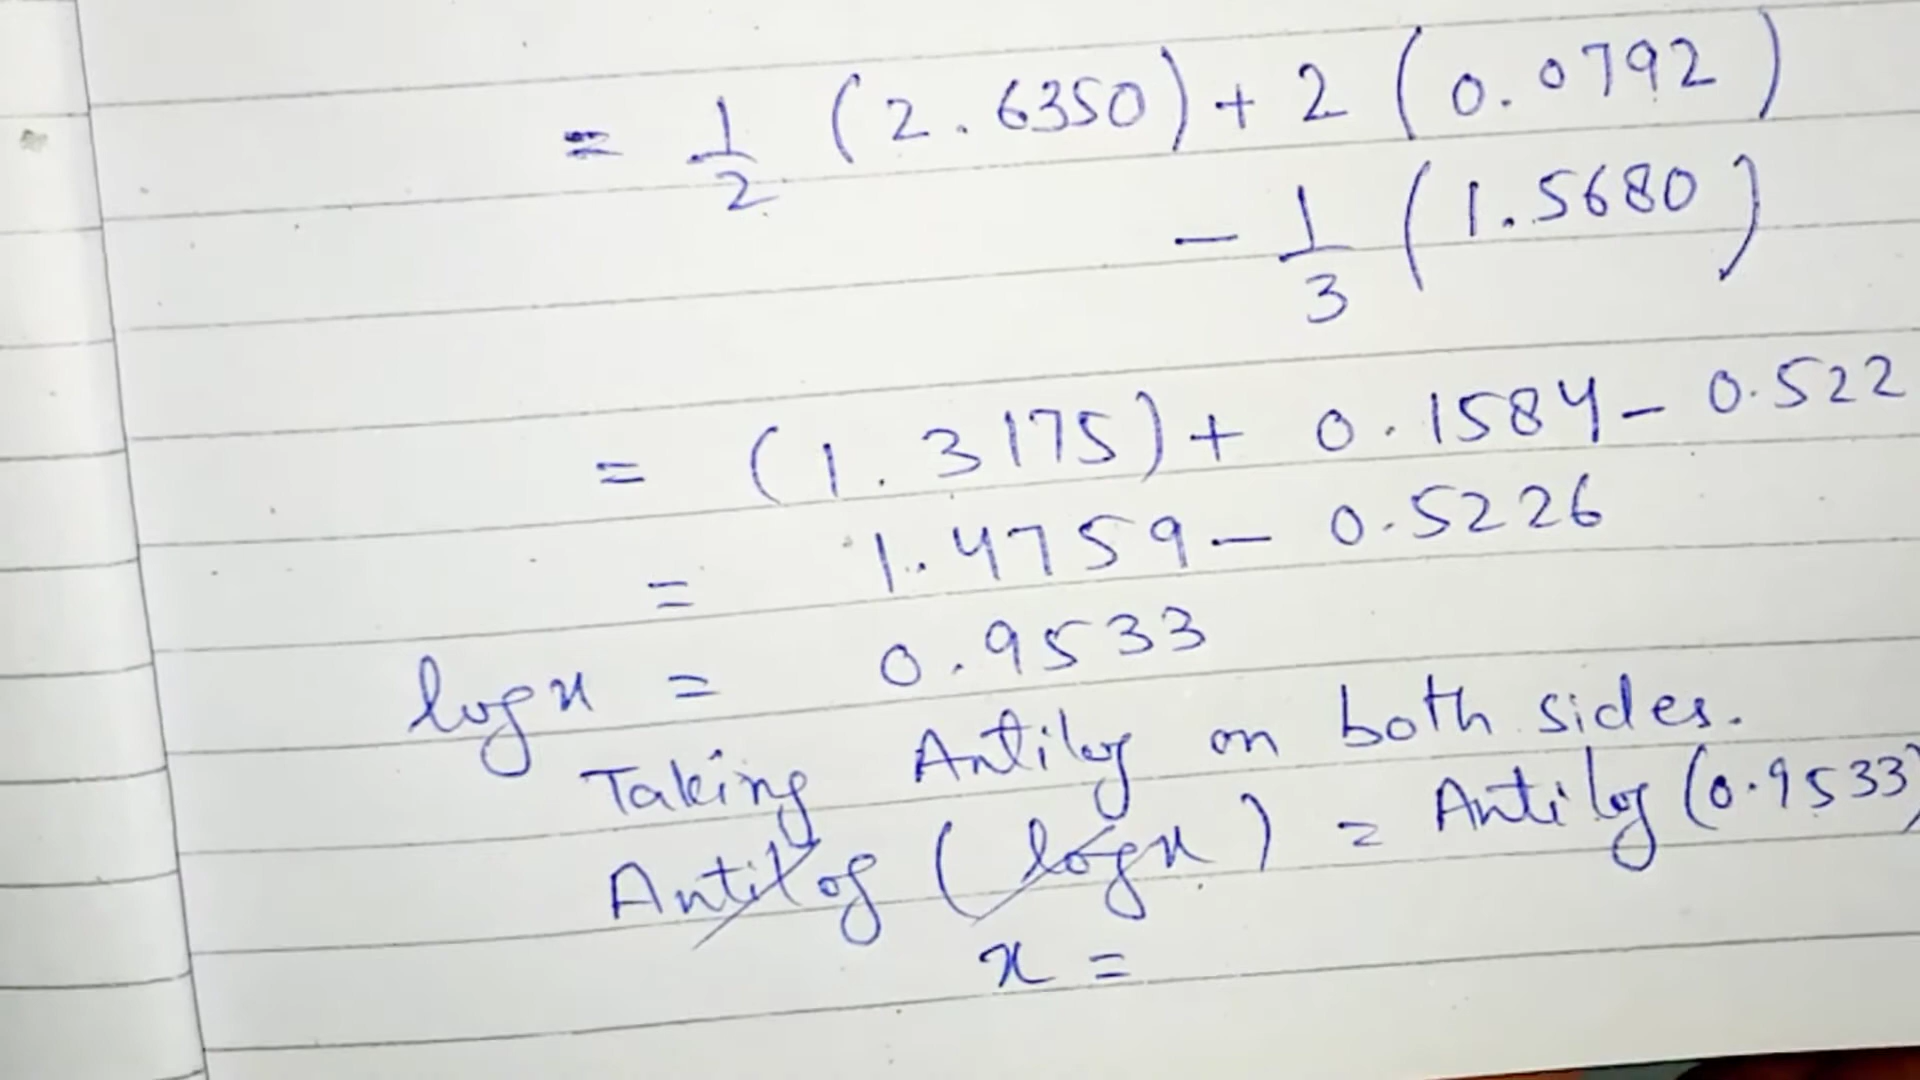 = 1/2 (2.6350) + 2 (0.0792)
- 1/3 (1.5680)
= (1.3175) + 0.1584 - 0.522
= 1.4759 - 0.5226
log x = 0.9533
Taking Antilog on both sides.
Antilog (log x) = Antilog (0.9533)
x =